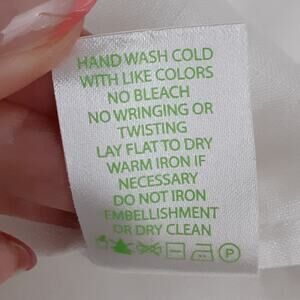 HAND WASH COLD
WITH LIKE COLORS
NO BLEACH
NO WRINGING OR
TWISTING
LAY FLAT TO DRY
WARM IRON IF
NECESSARY
DO NOT IRON
EMBELLISHMENT
OR DRY CLEAN
P